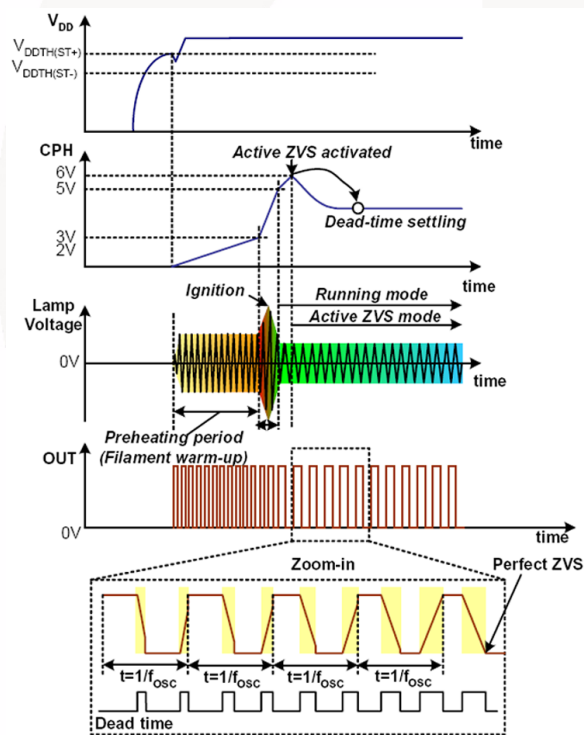 VDD
VDDTH(ST+)
VDDTH(ST-)
time
CPH
Active ZVS activated
6V
5V
Dead-time settling
3V
2V
time
Ignition
Running mode
Lamp
Voltage
Active ZVS mode
0V
time
Preheating period
(Filament warm-up)
OUT
0V
time
Zoom-in
Perfect ZVS
t=1/fOSC
t=1/fOSC
t=1/fOSC
t=1/fOSC
Dead time